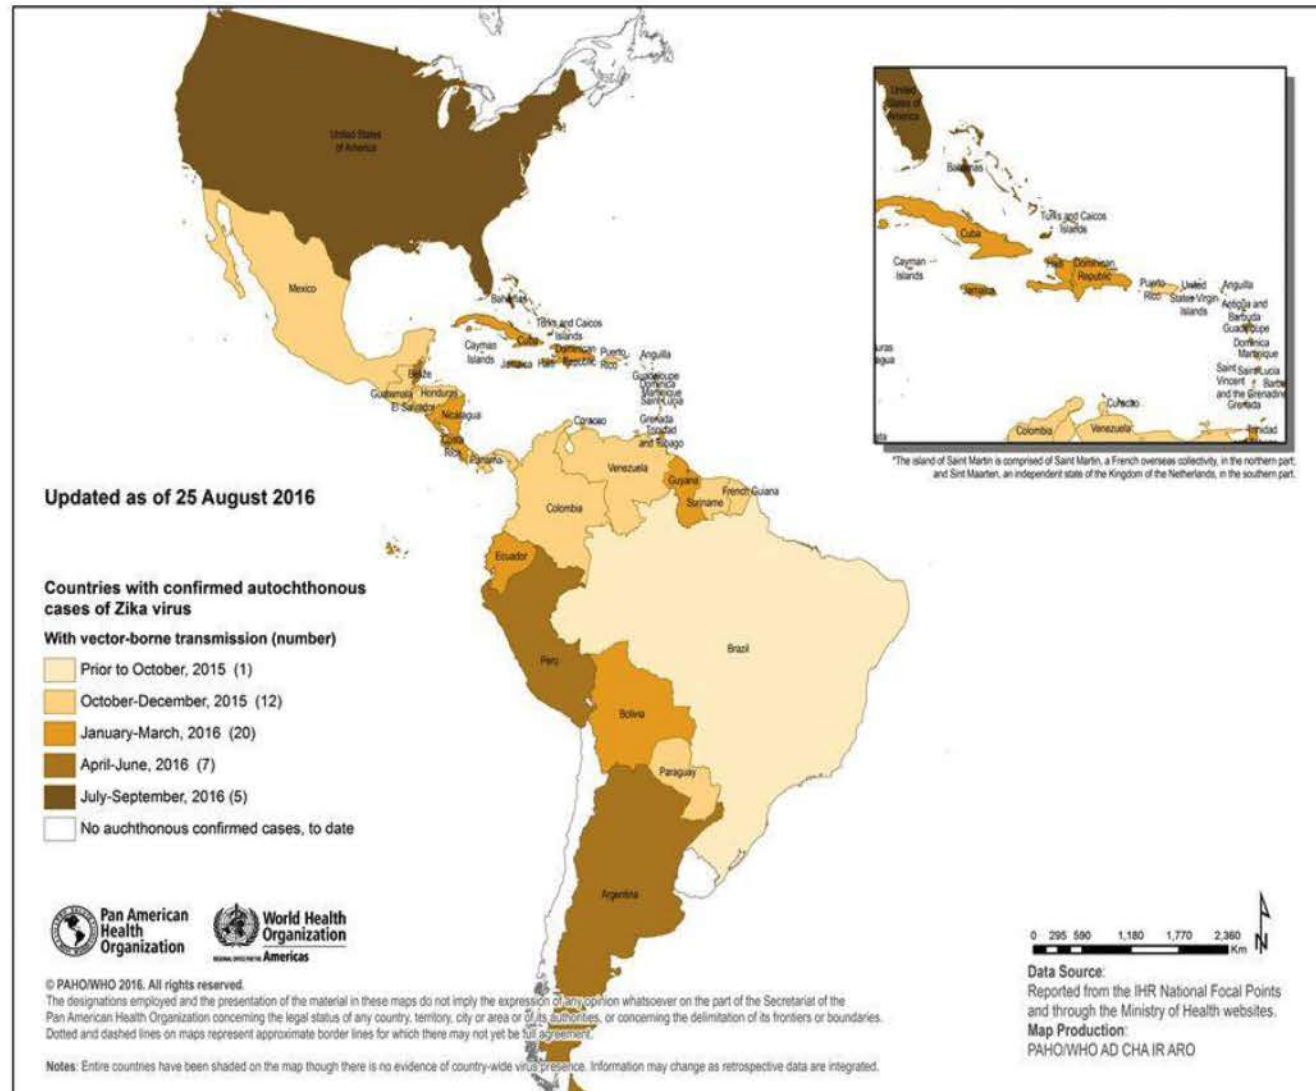 United States
of America
Mexico
Bahamas
Turks and Caicos
Islands
Cuba
Cayman
Islands
Jamaica
Haiti
Dominican
Republic
Puerto
Rico
Anguilla
Guadeloupe
Dominica
Martinique
Saint Lucia
Grenada
Trinidad
and Tobago
Curacao
Belize
Guatemala
Honduras
El Salvador
Nicaragua
Costa
Rica
Panama
Venezuela
Guyana
Suriname
French Guiana
Colombia
Ecuador
Peru
Brazil
Bolivia
Paraguay
Argentina
United
States of
America
Bahamas
Turks and Caicos
Islands
Cuba
Cayman
Islands
Jamaica
Haiti
Dominican
Republic
Puerto
Rico
United
States Virgin
Islands
Anguilla
Antigua and
Barbuda
Guadeloupe
Dominica
Martinique
Saint Saint Lucia
Vincent
and the Grenadine
Grenada
Curacao
Colombia
Venezuela
Trinidad
*The island of Saint Martin is comprised of Saint Martin, a French overseas collectivity, in the northern part;
and Sint Maarten, an independent state of the Kingdom of the Netherlands, in the southern part.
Updated as of 25 August 2016
Countries with confirmed autochthonous
cases of Zika virus
With vector-borne transmission (number)
Prior to October, 2015 (1)
October-December, 2015 (12)
January-March, 2016 (20)
April-June, 2016 (7)
July-September, 2016 (5)
No auchthonous confirmed cases, to date
Pan American
Health
Organization
World Health
Organization
REGIONAL OFFICE FOR THE Americas
© PAHO/WHO 2016. All rights reserved.
The designations employed and the presentation of the material in these maps do not imply the expression of any opinion whatsoever on the part of the Secretariat of the
Pan American Health Organization concerning the legal status of any country, territory, city or area or of its authorities, or concerning the delimitation of its frontiers or boundaries.
Dotted and dashed lines on maps represent approximate border lines for which there may not yet be full agreement.
Notes: Entire countries have been shaded on the map though there is no evidence of country-wide virus presence. Information may change as retrospective data are integrated.
0 295 590 1,180 1,770 2,360
Km
N
Data Source:
Reported from the IHR National Focal Points
and through the Ministry of Health websites.
Map Production:
PAHO/WHO AD CHA IR ARO